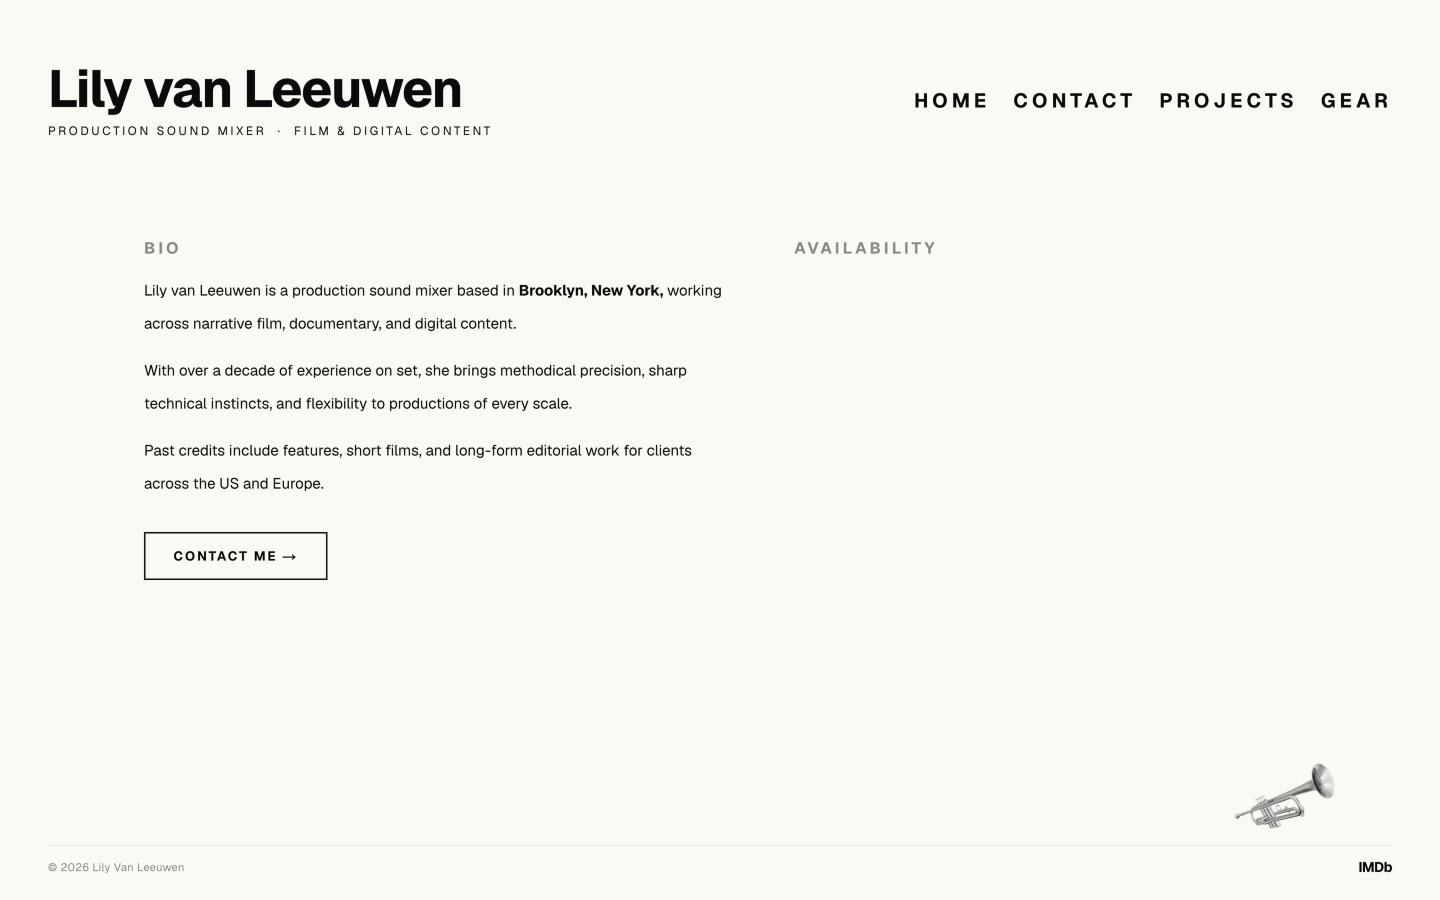 Lily van Leeuwen
PRODUCTION SOUND MIXER · FILM & DIGITAL CONTENT
HOME CONTACT PROJECTS GEAR
BIO
Lily van Leeuwen is a production sound mixer based in Brooklyn, New York, working
across narrative film, documentary, and digital content.
With over a decade of experience on set, she brings methodical precision, sharp
technical instincts, and flexibility to productions of every scale.
Past credits include features, short films, and long-form editorial work for clients
across the US and Europe.
CONTACT ME →
AVAILABILITY
© 2026 Lily Van Leeuwen
IMDb